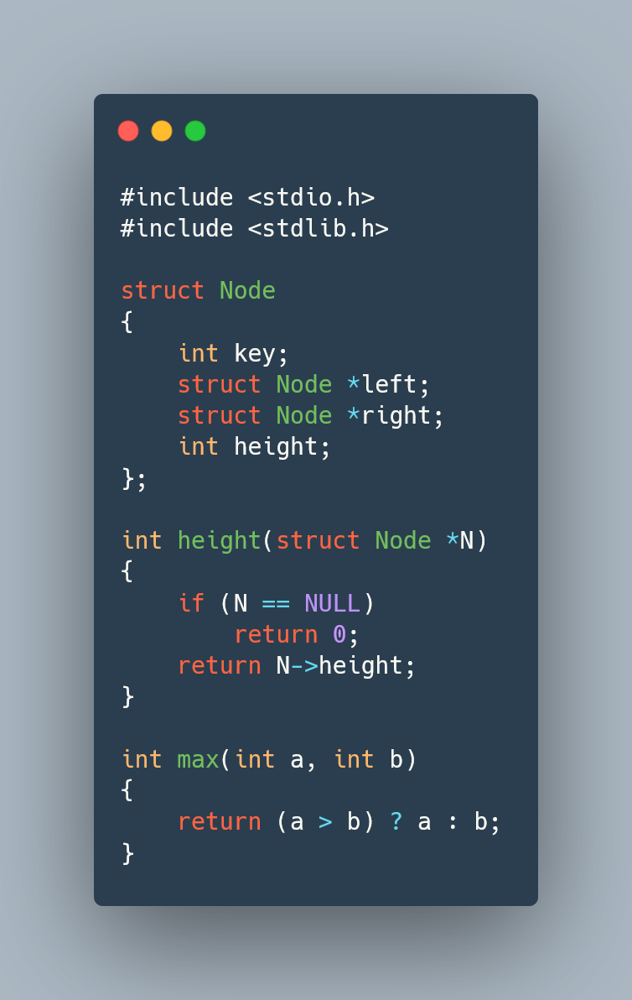 #include <stdio.h>
#include <stdlib.h>

struct Node
{
    int key;
    struct Node *left;
    struct Node *right;
    int height;
};

int height(struct Node *N)
{
    if (N == NULL)
        return 0;
    return N->height;
}

int max(int a, int b)
{
    return (a > b) ? a : b;
}